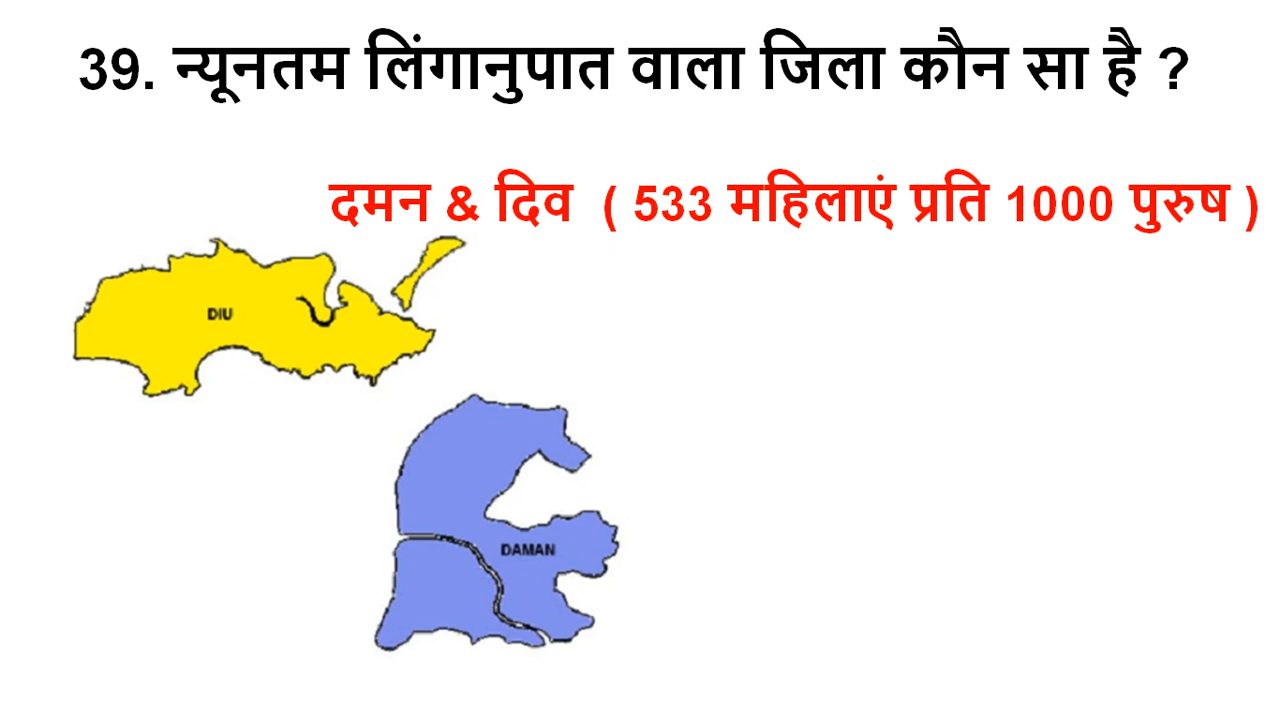 39. न्यूनतम लिंगानुपात वाला जिला कौन सा है ?
दमन & दिव ( 533 महिलाएं प्रति 1000 पुरुष )
DIU
DAMAN